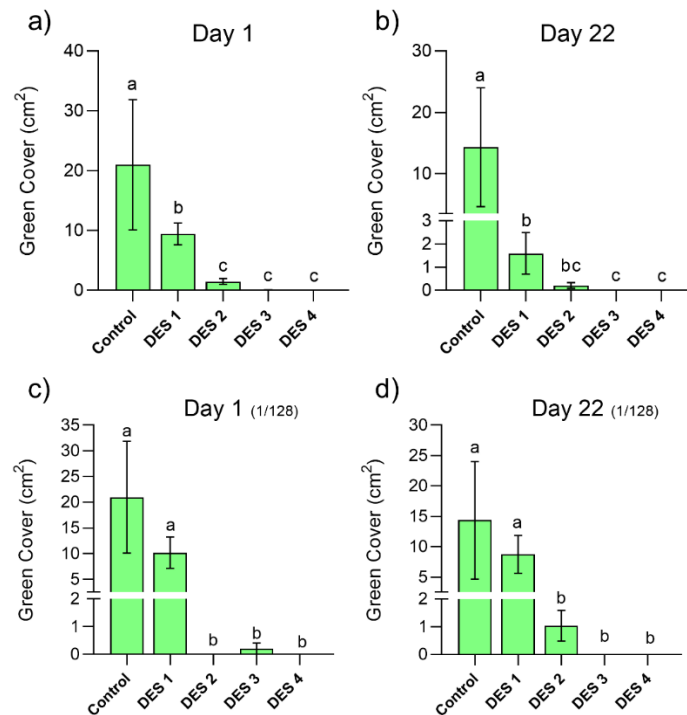 a) Day 1
Green Cover (cm²)
40
30
20
10
0
a
b
c
c
c
Control
DES 1
DES 2
DES 3
DES 4
b) Day 22
Green Cover (cm²)
30
20
10
3
2
1
0
a
b
bc
c
c
Control
DES 1
DES 2
DES 3
DES 4
c) Day 1 (1/128)
Green Cover (cm²)
35
30
25
20
15
10
5
2
1
0
a
a
b
b
b
Control
DES 1
DES 2
DES 3
DES 4
d) Day 22 (1/128)
Green Cover (cm²)
35
30
25
20
15
10
5
2
1
0
a
a
b
b
b
Control
DES 1
DES 2
DES 3
DES 4